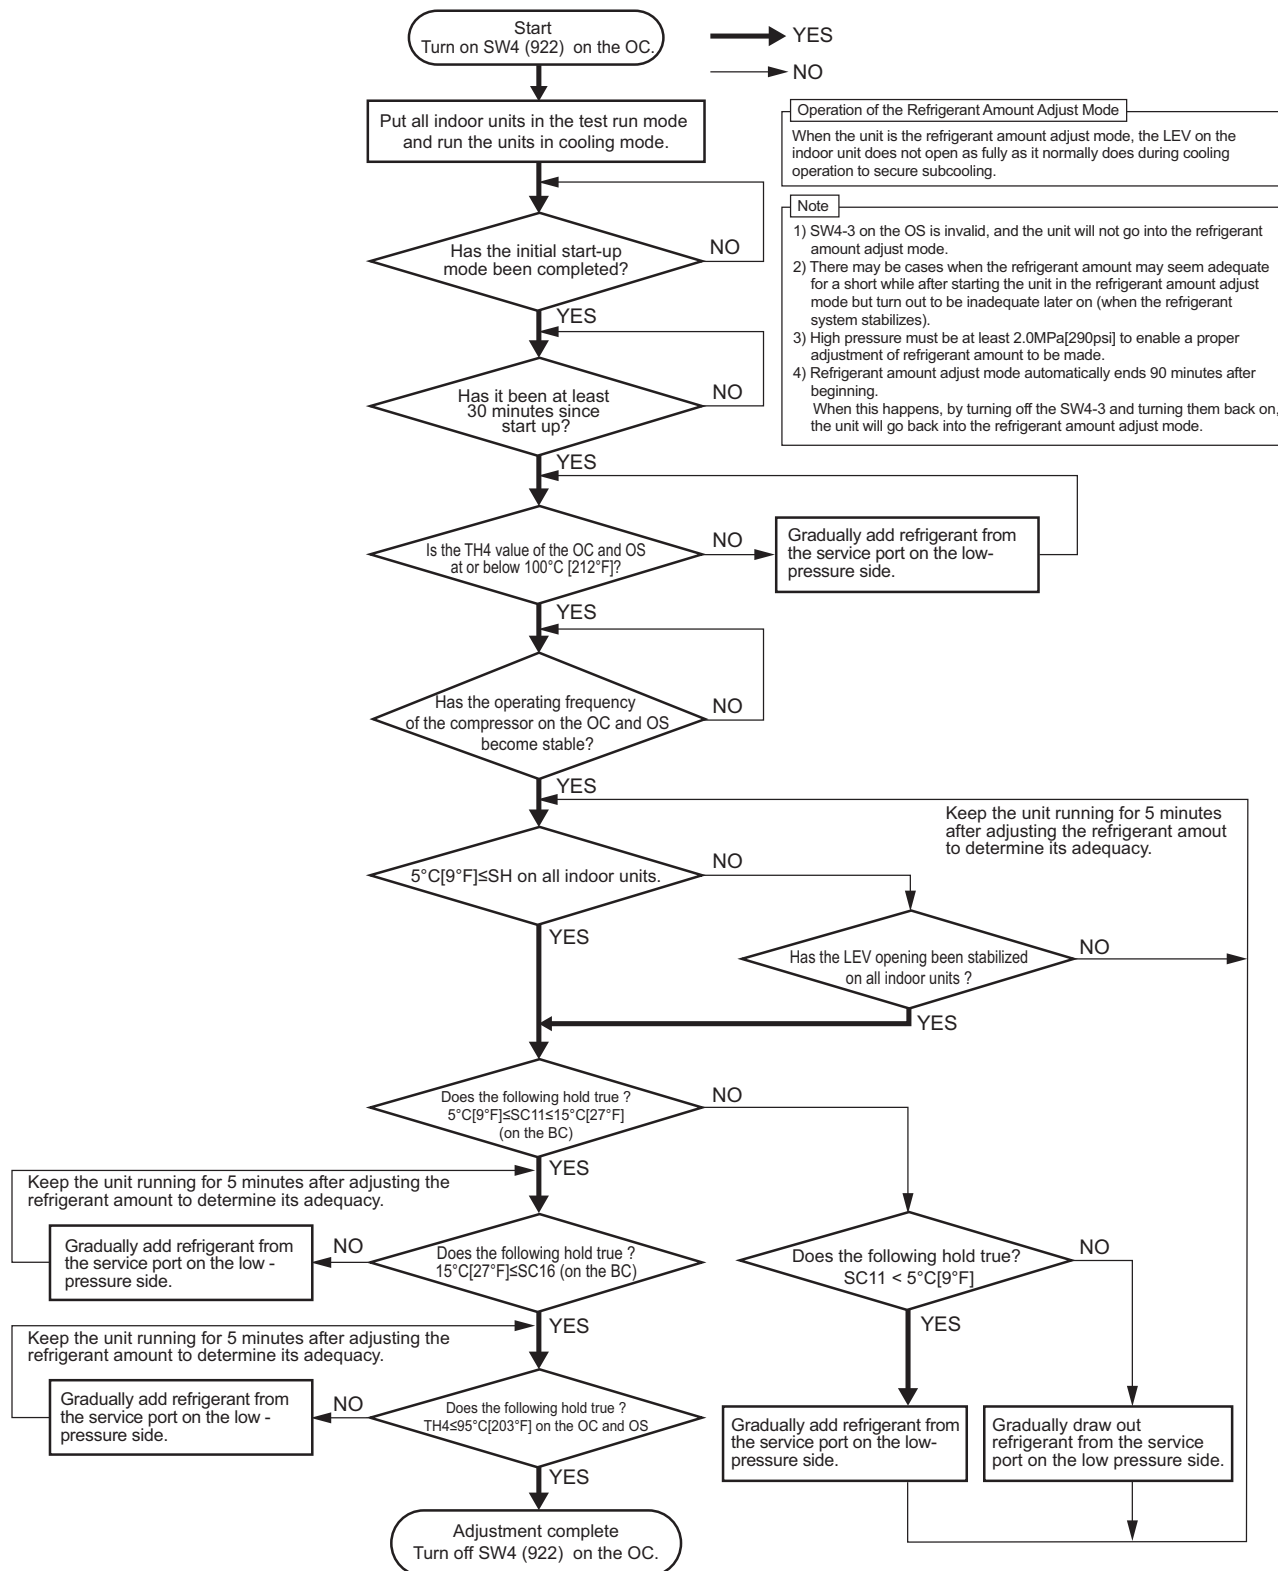 Start
Turn on SW4 (922) on the OC.
YES
NO
Put all indoor units in the test run mode
and run the units in cooling mode.
Operation of the Refrigerant Amount Adjust Mode
When the unit is the refrigerant amount adjust mode, the LEV on the
indoor unit does not open as fully as it normally does during cooling
operation to secure subcooling.
Note
1) SW4-3 on the OS is invalid, and the unit will not go into the refrigerant
amount adjust mode.
2) There may be cases when the refrigerant amount may seem adequate
for a short while after starting the unit in the refrigerant amount adjust
mode but turn out to be inadequate later on (when the refrigerant
system stabilizes).
3) High pressure must be at least 2.0MPa[290psi] to enable a proper
adjustment of refrigerant amount to be made.
4) Refrigerant amount adjust mode automatically ends 90 minutes after
beginning.
When this happens, by turning off the SW4-3 and turning them back on,
the unit will go back into the refrigerant amount adjust mode.
Has the initial start-up
mode been completed?
NO
YES
Has it been at least
30 minutes since
start up?
NO
YES
Is the TH4 value of the OC and OS
at or below 100°C [212°F]?
NO
Gradually add refrigerant from
the service port on the low-
pressure side.
YES
Has the operating frequency
of the compressor on the OC and OS
become stable?
NO
YES
Keep the unit running for 5 minutes
after adjusting the refrigerant amout
to determine its adequacy.
5°C[9°F]≤SH on all indoor units.
NO
YES
Has the LEV opening been stabilized
on all indoor units ?
NO
YES
Does the following hold true ?
5°C[9°F]≤SC11≤15°C[27°F]
(on the BC)
NO
YES
Keep the unit running for 5 minutes after adjusting the
refrigerant amount to determine its adequacy.
Gradually add refrigerant from
the service port on the low -
pressure side.
NO
Does the following hold true ?
15°C[27°F]≤SC16 (on the BC)
YES
Does the following hold true?
SC11 < 5°C[9°F]
NO
YES
Keep the unit running for 5 minutes after adjusting the
refrigerant amount to determine its adequacy.
Gradually add refrigerant from
the service port on the low -
pressure side.
NO
Does the following hold true ?
TH4≤95°C[203°F] on the OC and OS
YES
Gradually add refrigerant from
the service port on the low-
pressure side.
Gradually draw out
refrigerant from the service
port on the low pressure side.
Adjustment complete
Turn off SW4 (922) on the OC.